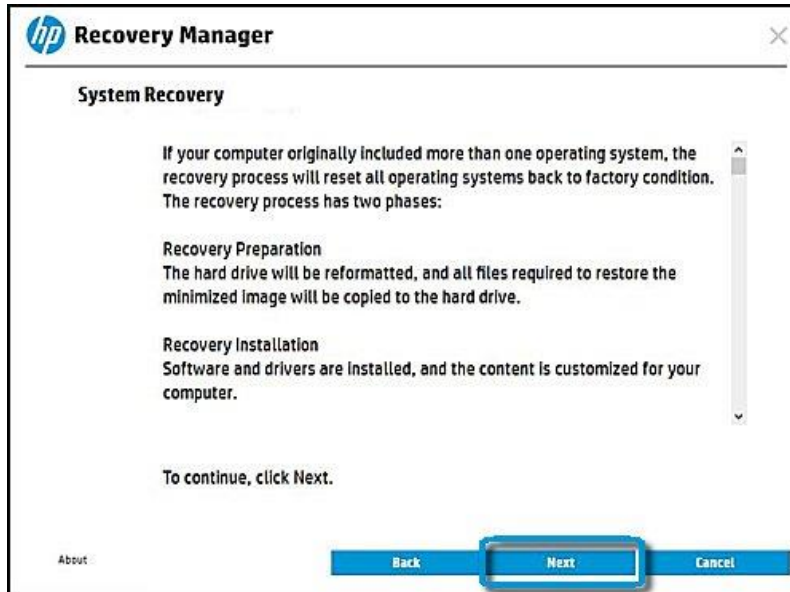 hp Recovery Manager
System Recovery
If your computer originally included more than one operating system, the
recovery process will reset all operating systems back to factory condition.
The recovery process has two phases:
Recovery Preparation
The hard drive will be reformatted, and all files required to restore the
minimized image will be copied to the hard drive.
Recovery Installation
Software and drivers are installed, and the content is customized for your
computer.
To continue, click Next.
About Back Next Cancel